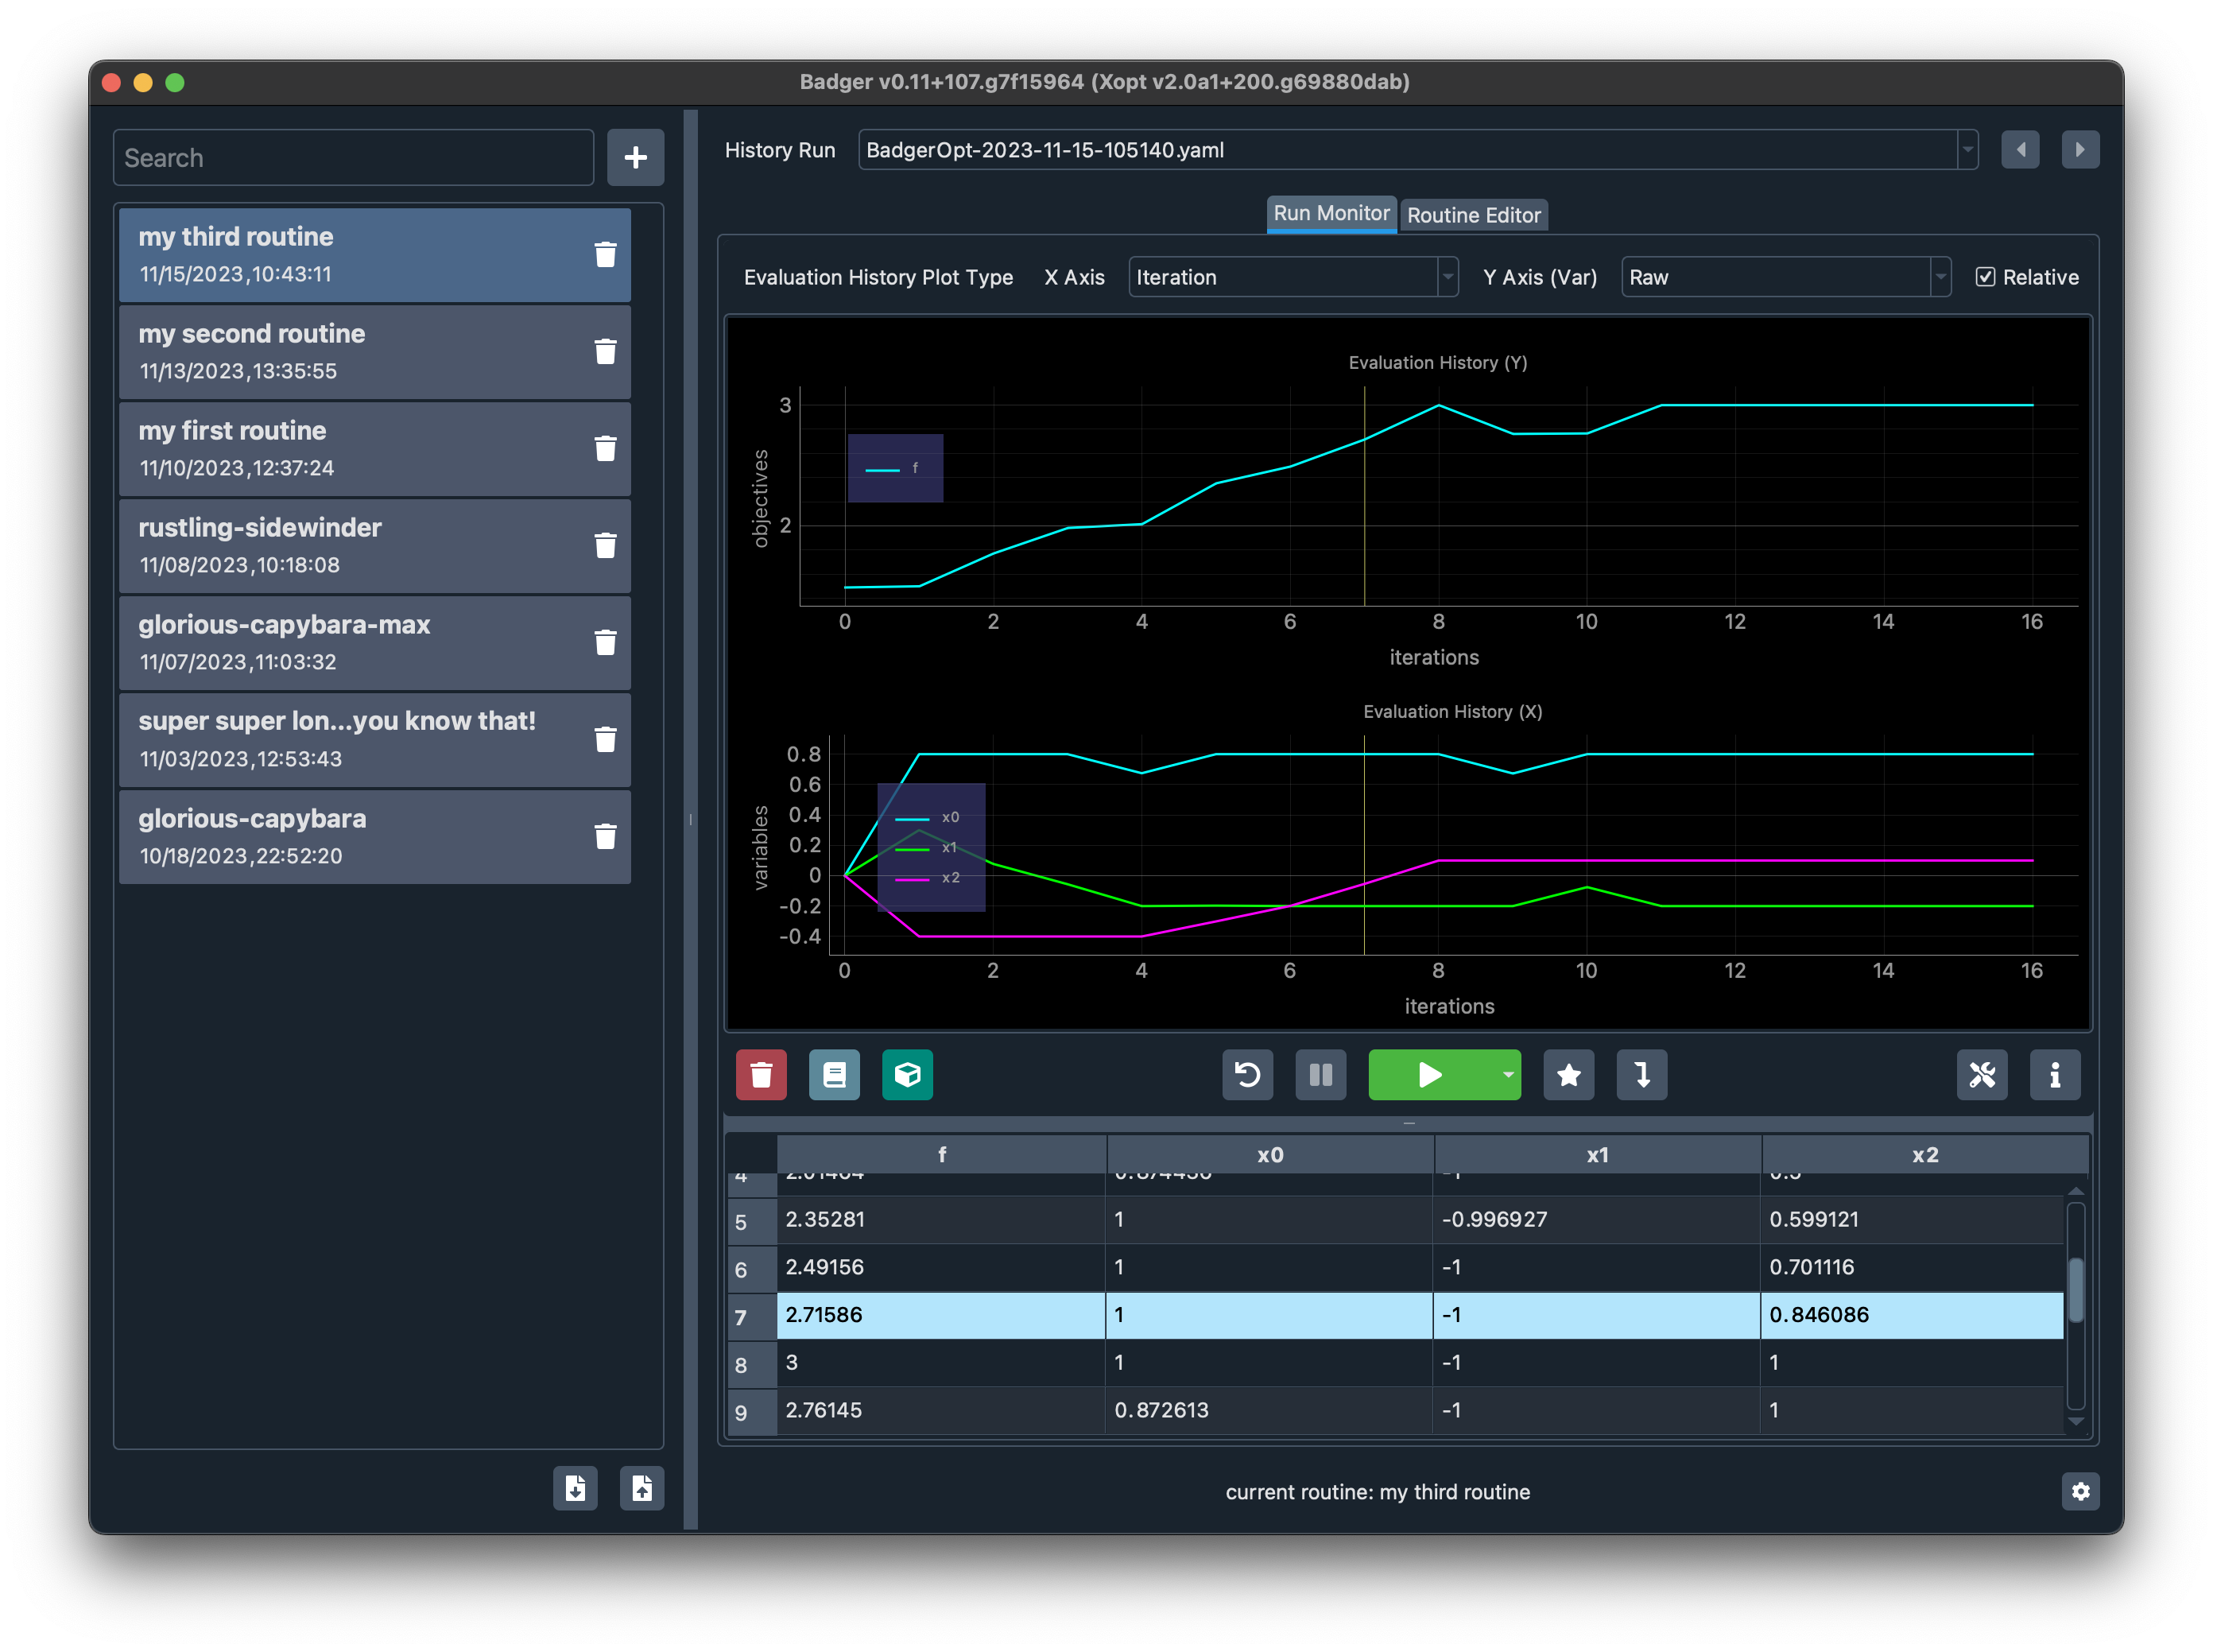 Badger v0.11+107.g7f15964 (Xopt v2.0a1+200.g69880dab)
Search
my third routine
11/15/2023,10:43:11
my second routine
11/13/2023,13:35:55
my first routine
11/10/2023,12:37:24
rustling-sidewinder
11/08/2023,10:18:08
glorious-capybara-max
11/07/2023,11:03:32
super super lon...you know that!
11/03/2023,12:53:43
glorious-capybara
10/18/2023,22:52:20
History Run BadgerOpt-2023-11-15-105140.yaml
Run Monitor Routine Editor
Evaluation History Plot Type X Axis Iteration Y Axis (Var) Raw Relative
Evaluation History (Y)
objectives
3
2
f
0 2 4 6 8 10 12 14 16
iterations
Evaluation History (X)
variables
0.8
0.6
0.4
0.2
0
-0.2
-0.4
x0
x1
x2
0 2 4 6 8 10 12 14 16
iterations
f x0 x1 x2
4 2.01464 0.874436 -1 0.5
5 2.35281 1 -0.996927 0.599121
6 2.49156 1 -1 0.701116
7 2.71586 1 -1 0.846086
8 3 1 -1 1
9 2.76145 0.872613 -1 1
current routine: my third routine